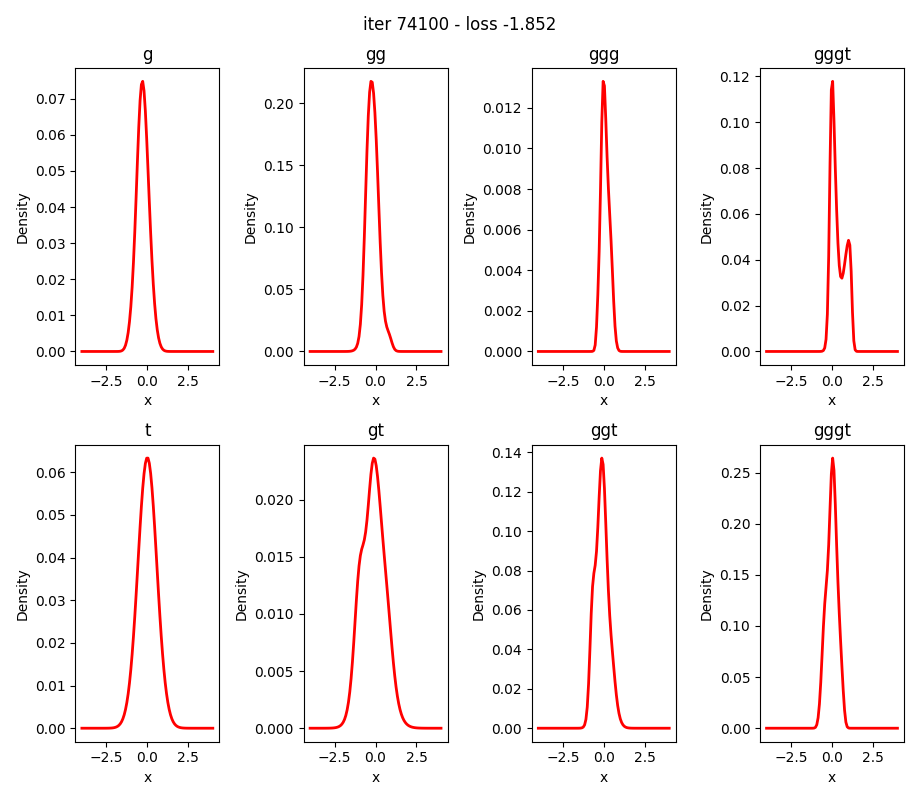 iter 74100 - loss -1.852
g
gg
ggg
gggt
0.07
0.06
0.05
0.04
0.03
0.02
0.01
0.00
Density
−2.5 0.0 2.5
x
0.20
0.15
0.10
0.05
0.00
Density
−2.5 0.0 2.5
x
0.012
0.010
0.008
0.006
0.004
0.002
0.000
Density
−2.5 0.0 2.5
x
0.12
0.10
0.08
0.06
0.04
0.02
0.00
Density
−2.5 0.0 2.5
x
t
gt
ggt
gggt
0.06
0.05
0.04
0.03
0.02
0.01
0.00
Density
−2.5 0.0 2.5
x
0.020
0.015
0.010
0.005
0.000
Density
−2.5 0.0 2.5
x
0.14
0.12
0.10
0.08
0.06
0.04
0.02
0.00
Density
−2.5 0.0 2.5
x
0.25
0.20
0.15
0.10
0.05
0.00
Density
−2.5 0.0 2.5
x